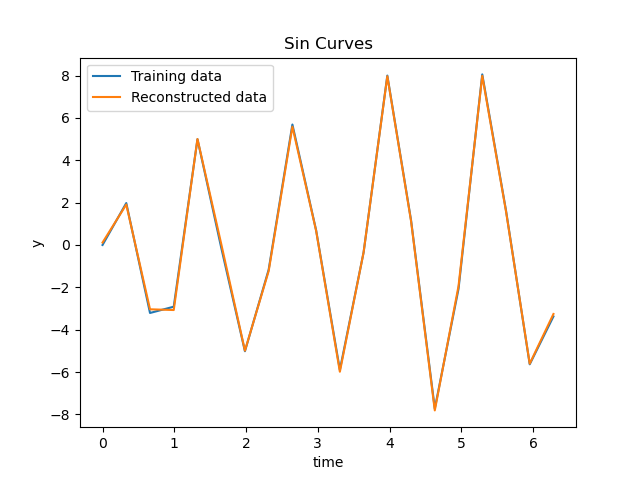 Sin Curves
Training data
Reconstructed data
8
6
4
2
0
−2
−4
−6
−8
y
0 1 2 3 4 5 6
time